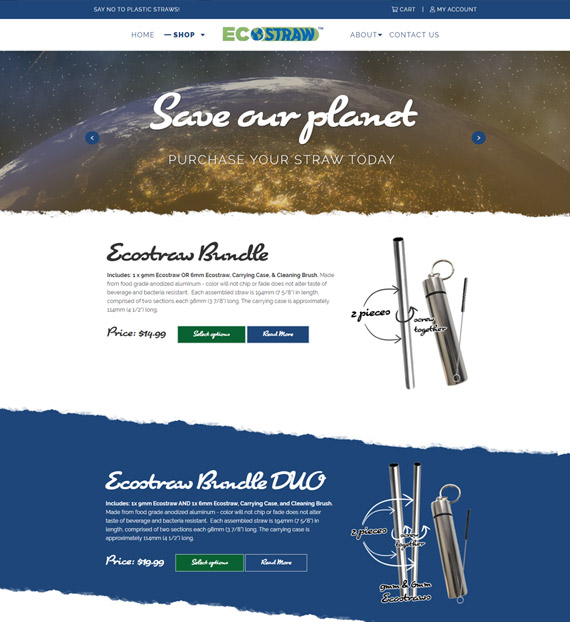 SAY NO TO PLASTIC STRAWS!
CART | MY ACCOUNT
HOME
SHOP
ECOSTRAW™
ABOUT
CONTACT US
Save our planet
PURCHASE YOUR STRAW TODAY
Ecostraw Bundle
Includes: 1 x 9mm Ecostraw OR 6mm Ecostraw, Carrying Case, & Cleaning Brush. Made
from food grade anodized aluminum - color will not chip or fade does not alter taste of
beverage and bacteria resistant. Each assembled straw is 194mm (7 5/8") in length,
comprised of two sections each 98mm (3 7/8") long. The carrying case is approximately
114mm (4 1/2") long.
Price: $14.99
Select options
Read More
2 pieces
screw
together
Ecostraw Bundle DUO
Includes: 1x 9mm Ecostraw AND 1x 6mm Ecostraw, Carrying Case, and Cleaning Brush.
Made from food grade anodized aluminum - color will not chip or fade does not alter
taste of beverage and bacteria resistant. Each assembled straw is 194mm (7 5/8") in
length, comprised of two sections each 98mm (3 7/8") long. The carrying case is
approximately 114mm (4 1/2") long.
Price: $19.99
Select options
Read More
2 pieces
screw
together
9mm & 6mm
Ecostraws